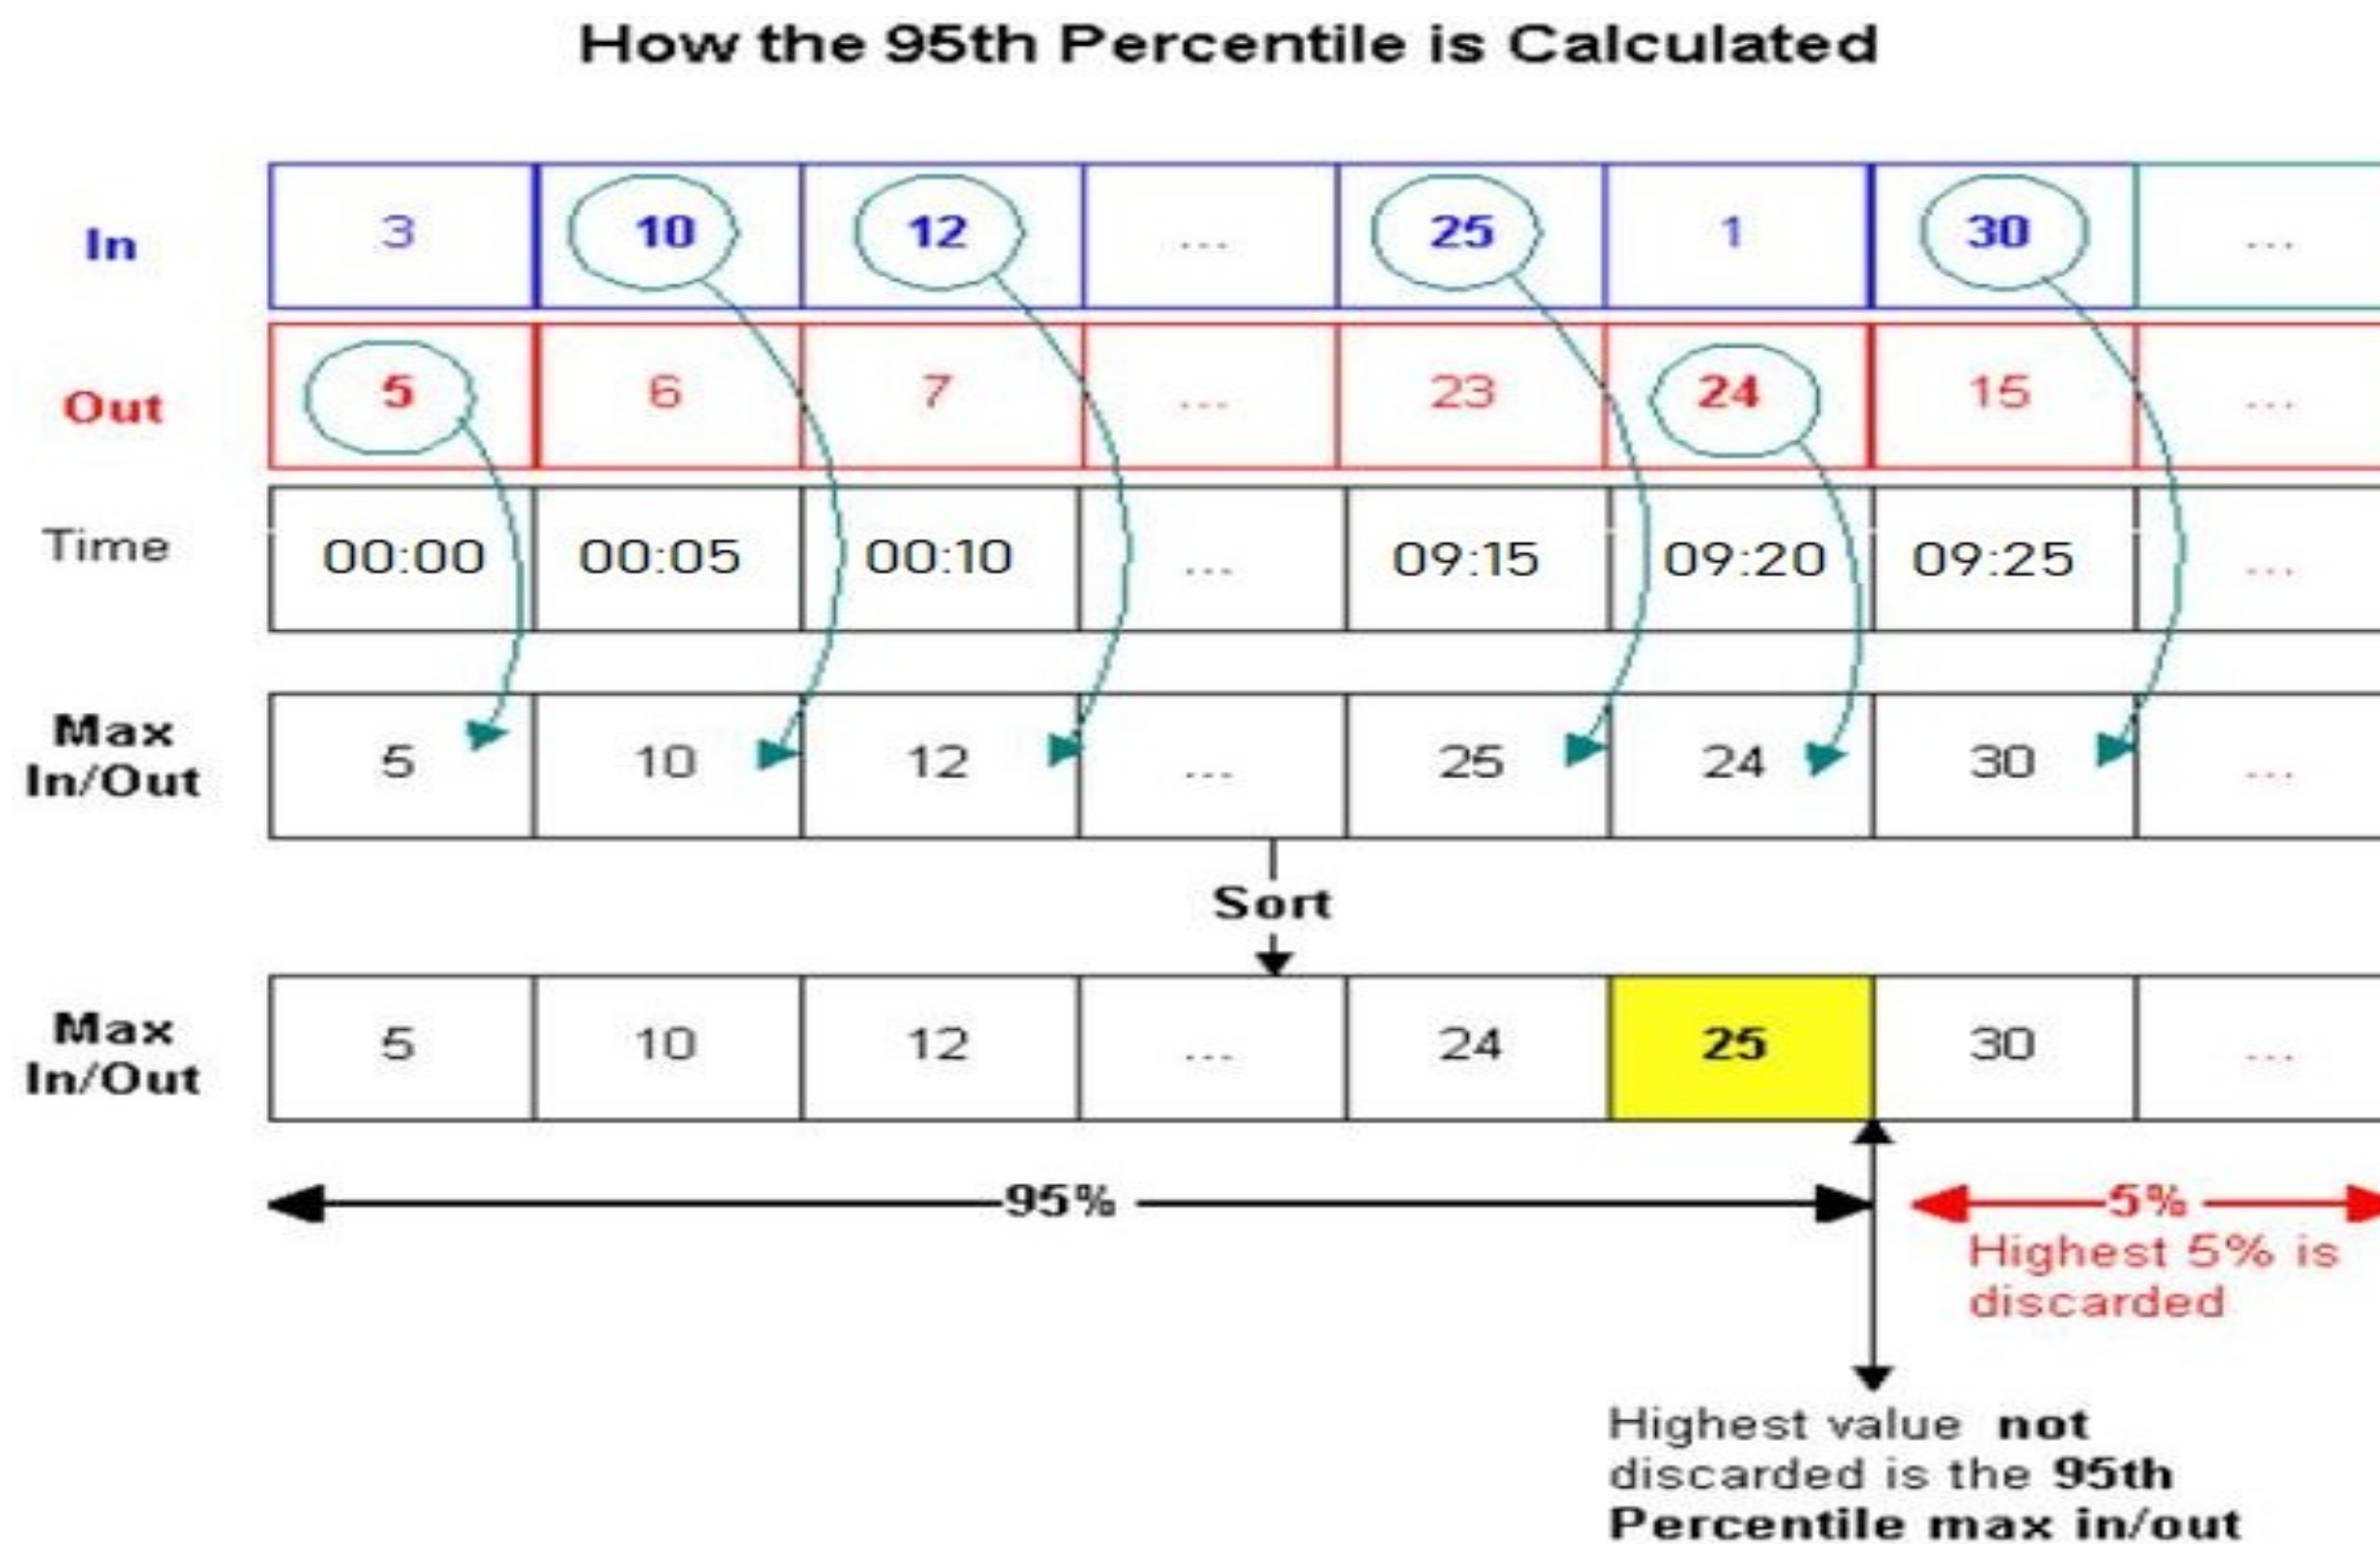 How the 95th Percentile is Calculated
In 3 10 12 ... 25 1 30 ...
Out 5 6 7 ... 23 24 15 ...
Time 00:00 00:05 00:10 ... 09:15 09:20 09:25 ...
Max
In/Out 5 10 12 ... 25 24 30 ...
Sort
Max
In/Out 5 10 12 ... 24 25 30 ...
95% 5%
Highest 5% is
discarded
Highest value not
discarded is the 95th
Percentile max in/out